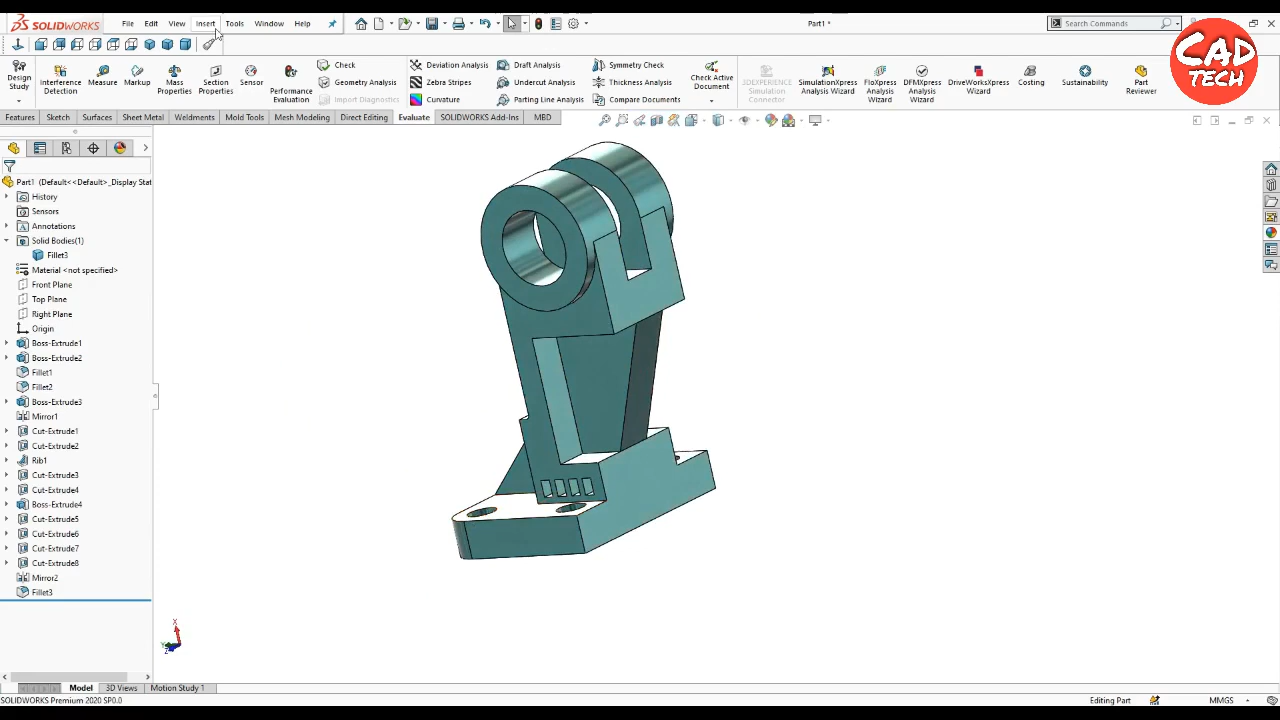 SOLIDWORKS File Edit View Insert Tools Window Help Part1 * Search Commands
CAD TECH
Design Study Interference Detection Measure Markup Mass Properties Section Properties Sensor Performance Evaluation
Check
Geometry Analysis
Import Diagnostics
Deviation Analysis
Zebra Stripes
Curvature
Draft Analysis
Undercut Analysis
Parting Line Analysis
Symmetry Check
Thickness Analysis
Compare Documents
Check Active Document 3DEXPERIENCE Simulation Connector SimulationXpress Analysis Wizard FloXpress Analysis Wizard DFMXpress Analysis Wizard DriveWorksXpress Wizard Costing Sustainability Part Reviewer
Features Sketch Surfaces Sheet Metal Weldments Mold Tools Mesh Modeling Direct Editing Evaluate SOLIDWORKS Add-Ins MBD
Part1 (Default<<Default>_Display Stat
History
Sensors
Annotations
Solid Bodies(1)
Fillet3
Material <not specified>
Front Plane
Top Plane
Right Plane
Origin
Boss-Extrude1
Boss-Extrude2
Fillet1
Fillet2
Boss-Extrude3
Mirror1
Cut-Extrude1
Cut-Extrude2
Rib1
Cut-Extrude3
Cut-Extrude4
Boss-Extrude4
Cut-Extrude5
Cut-Extrude6
Cut-Extrude7
Cut-Extrude8
Mirror2
Fillet3
X
Y
Z
Model 3D Views Motion Study 1
SOLIDWORKS Premium 2020 SP0.0 Editing Part MMGS